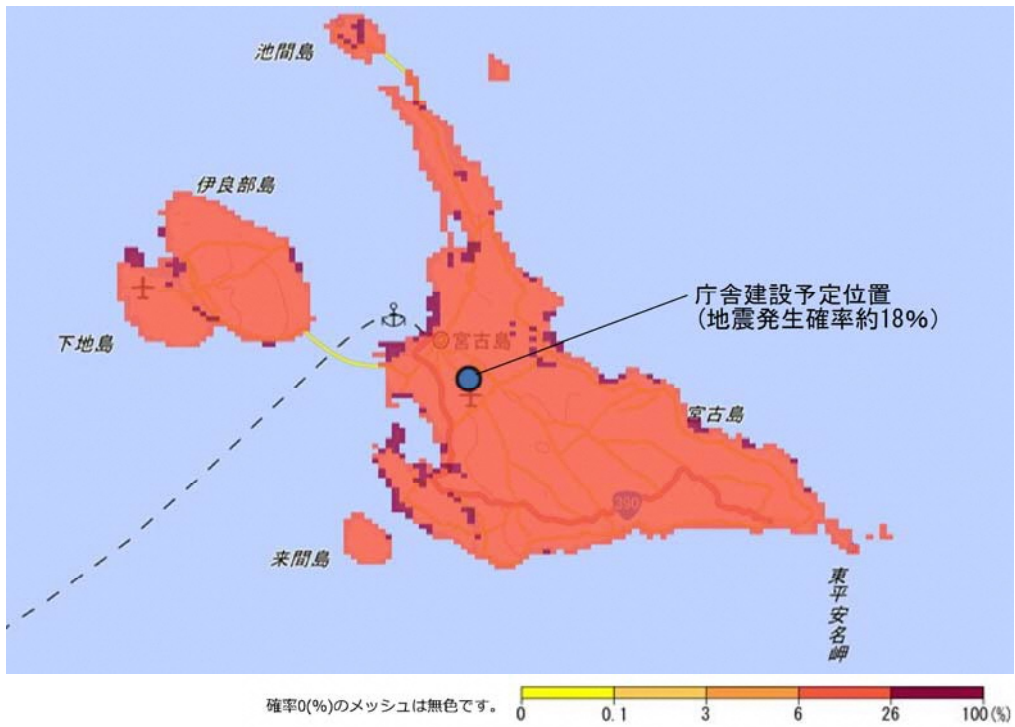 池間島
伊良部島
下地島
庁舎建設予定位置
（地震発生確率約18％）
宮古島
宮古島
390
来間島
東平安名岬
確率0(%)のメッシュは無色です。
0 0.1 3 6 26 100(%)